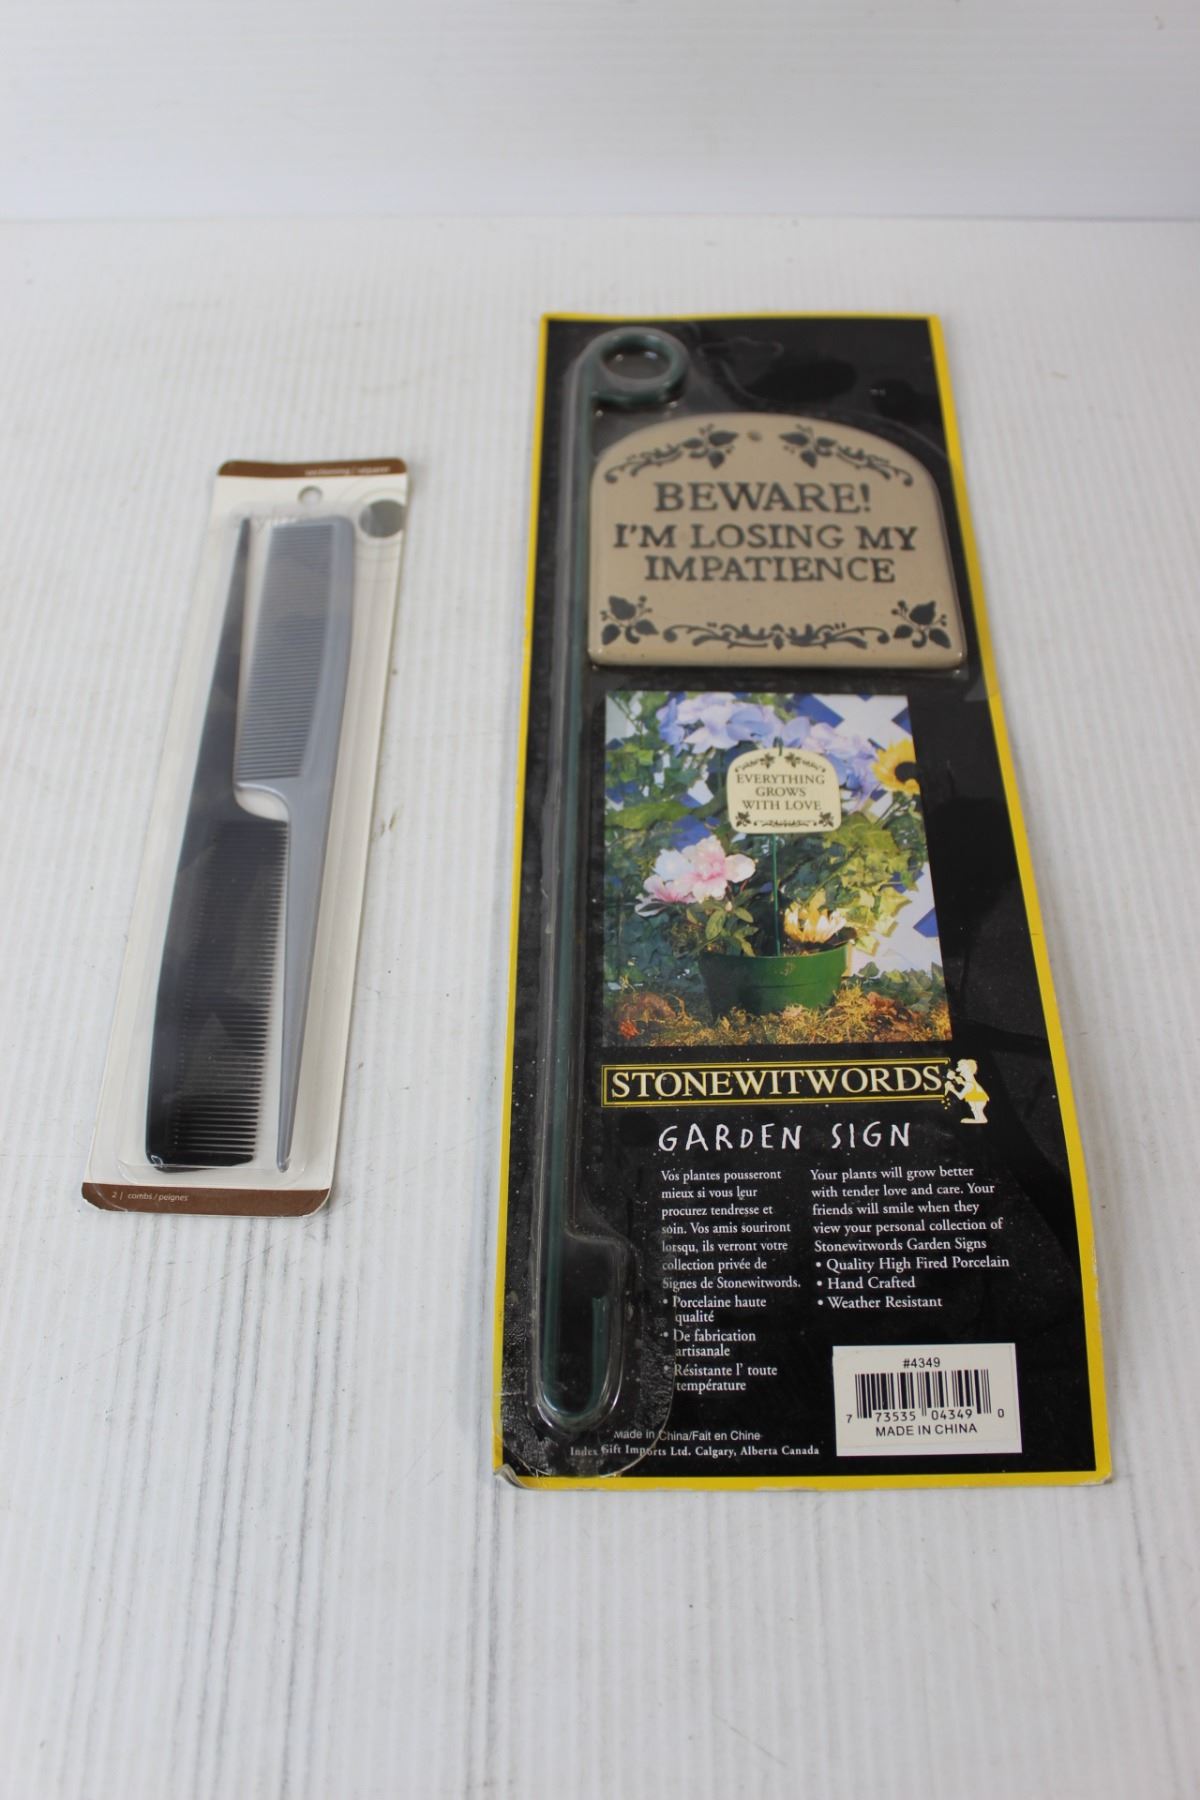 sectioning / séparer
2 | combs / peignes
BEWARE!
I'M LOSING MY
IMPATIENCE
EVERYTHING
GROWS
WITH LOVE
STONEWITWORDS
GARDEN SIGN
Vos plantes pousseront
mieux si vous leur
procurez tendresse et
soin. Vos amis souriront
lorsqu, ils verront votre
collection privée de
Signes de Stonewitwords.
• Porcelaine haute
qualité
• De fabrication
artisanale
• Résistante l' toute
température
Your plants will grow better
with tender love and care. Your
friends will smile when they
view your personal collection of
Stonewitwords Garden Signs
• Quality High Fired Porcelain
• Hand Crafted
• Weather Resistant
#4349
7 73535 04349 0
MADE IN CHINA
Made in China/Fait en Chine
Index Gift Imports Ltd. Calgary, Alberta Canada